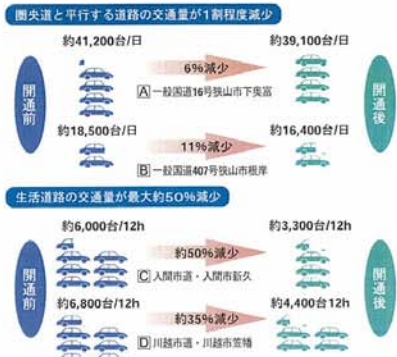 圏央道と平行する道路の交通量が1割程度減少
約41,200台/日
約39,100台/日
6%減少
A 一般国道16号狭山市下奥富
開通前
開通後
約18,500台/日
約16,400台/日
11%減少
B 一般国道407号狭山市根岸
生活道路の交通量が最大約50%減少
約6,000台/12h
約3,300台/12h
約50%減少
C 入間市道・入間市新久
開通前
開通後
約6,800台/12h
約4,400台12h
約35%減少
D 川越市道・川越市笠幡